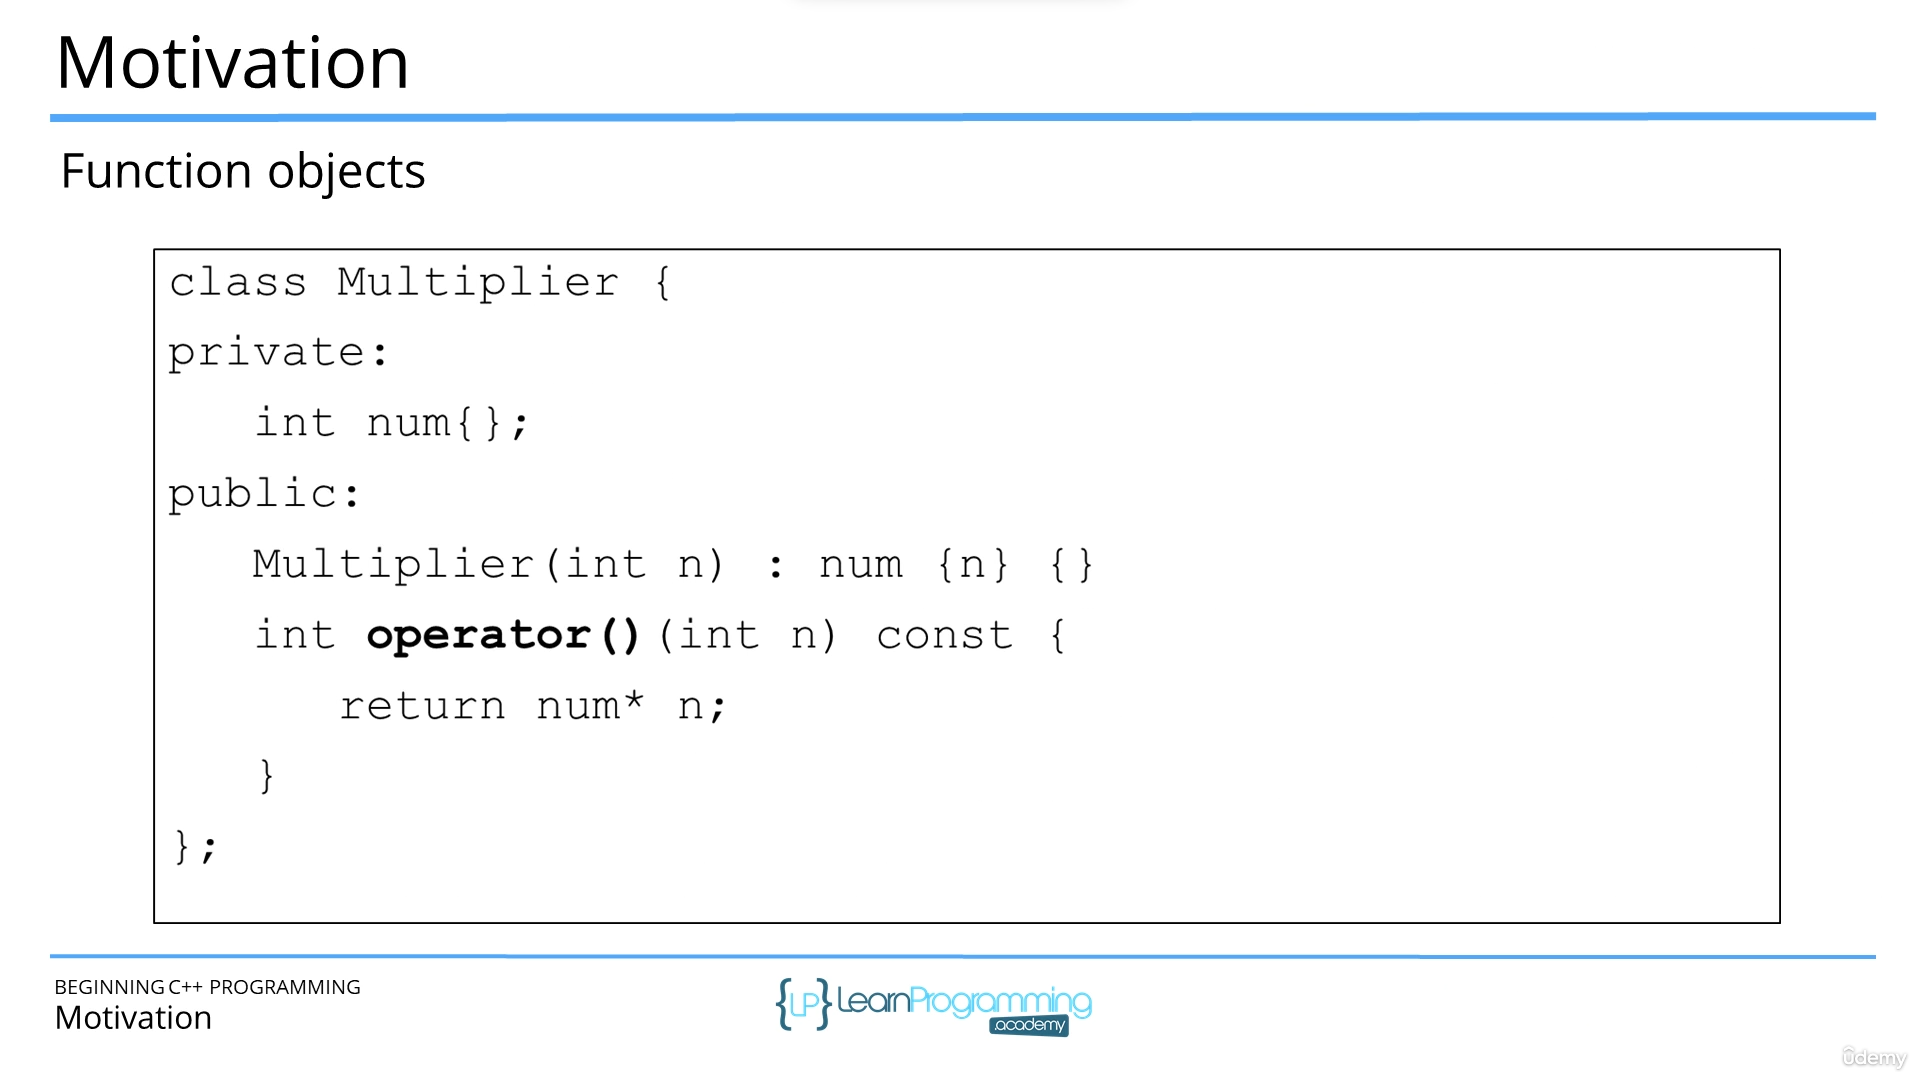 Motivation
Function objects
class Multiplier {
private:
   int num{};
public:
   Multiplier(int n) : num {n} {}
   int operator()(int n) const {
      return num* n;
   }
};
BEGINNING C++ PROGRAMMING
Motivation
{LP} LearnProgramming
.academy
ûdemy